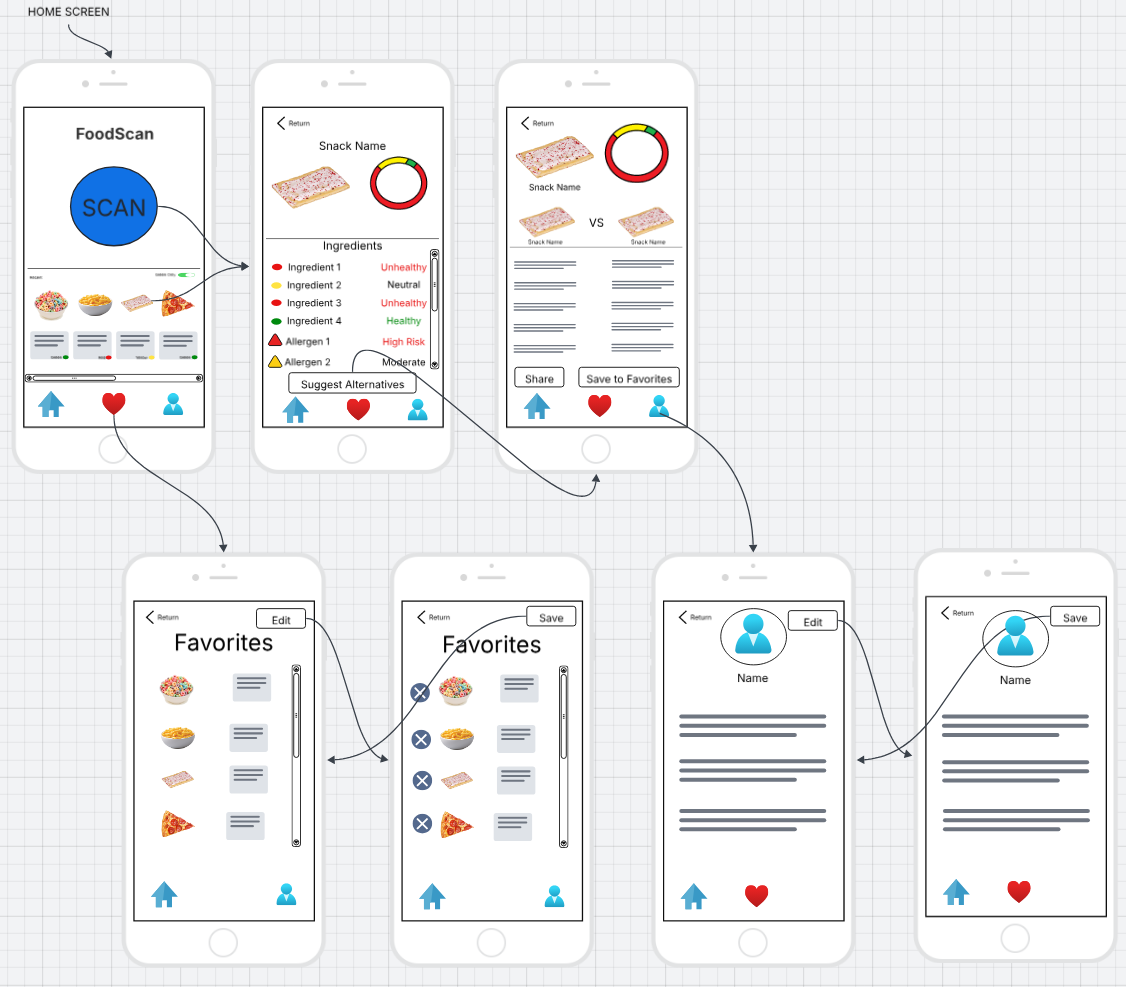 HOME SCREEN
FoodScan
SCAN
Return
Snack Name
Ingredients
Ingredient 1 Unhealthy
Ingredient 2 Neutral
Ingredient 3 Unhealthy
Ingredient 4 Healthy
Allergen 1 High Risk
Allergen 2 Moderate
Suggest Alternatives
Return
Snack Name
VS
Snack Name Snack Name
Share Save to Favorites
Return Edit
Favorites
Return Save
Favorites
Return Edit
Name
Return Save
Name